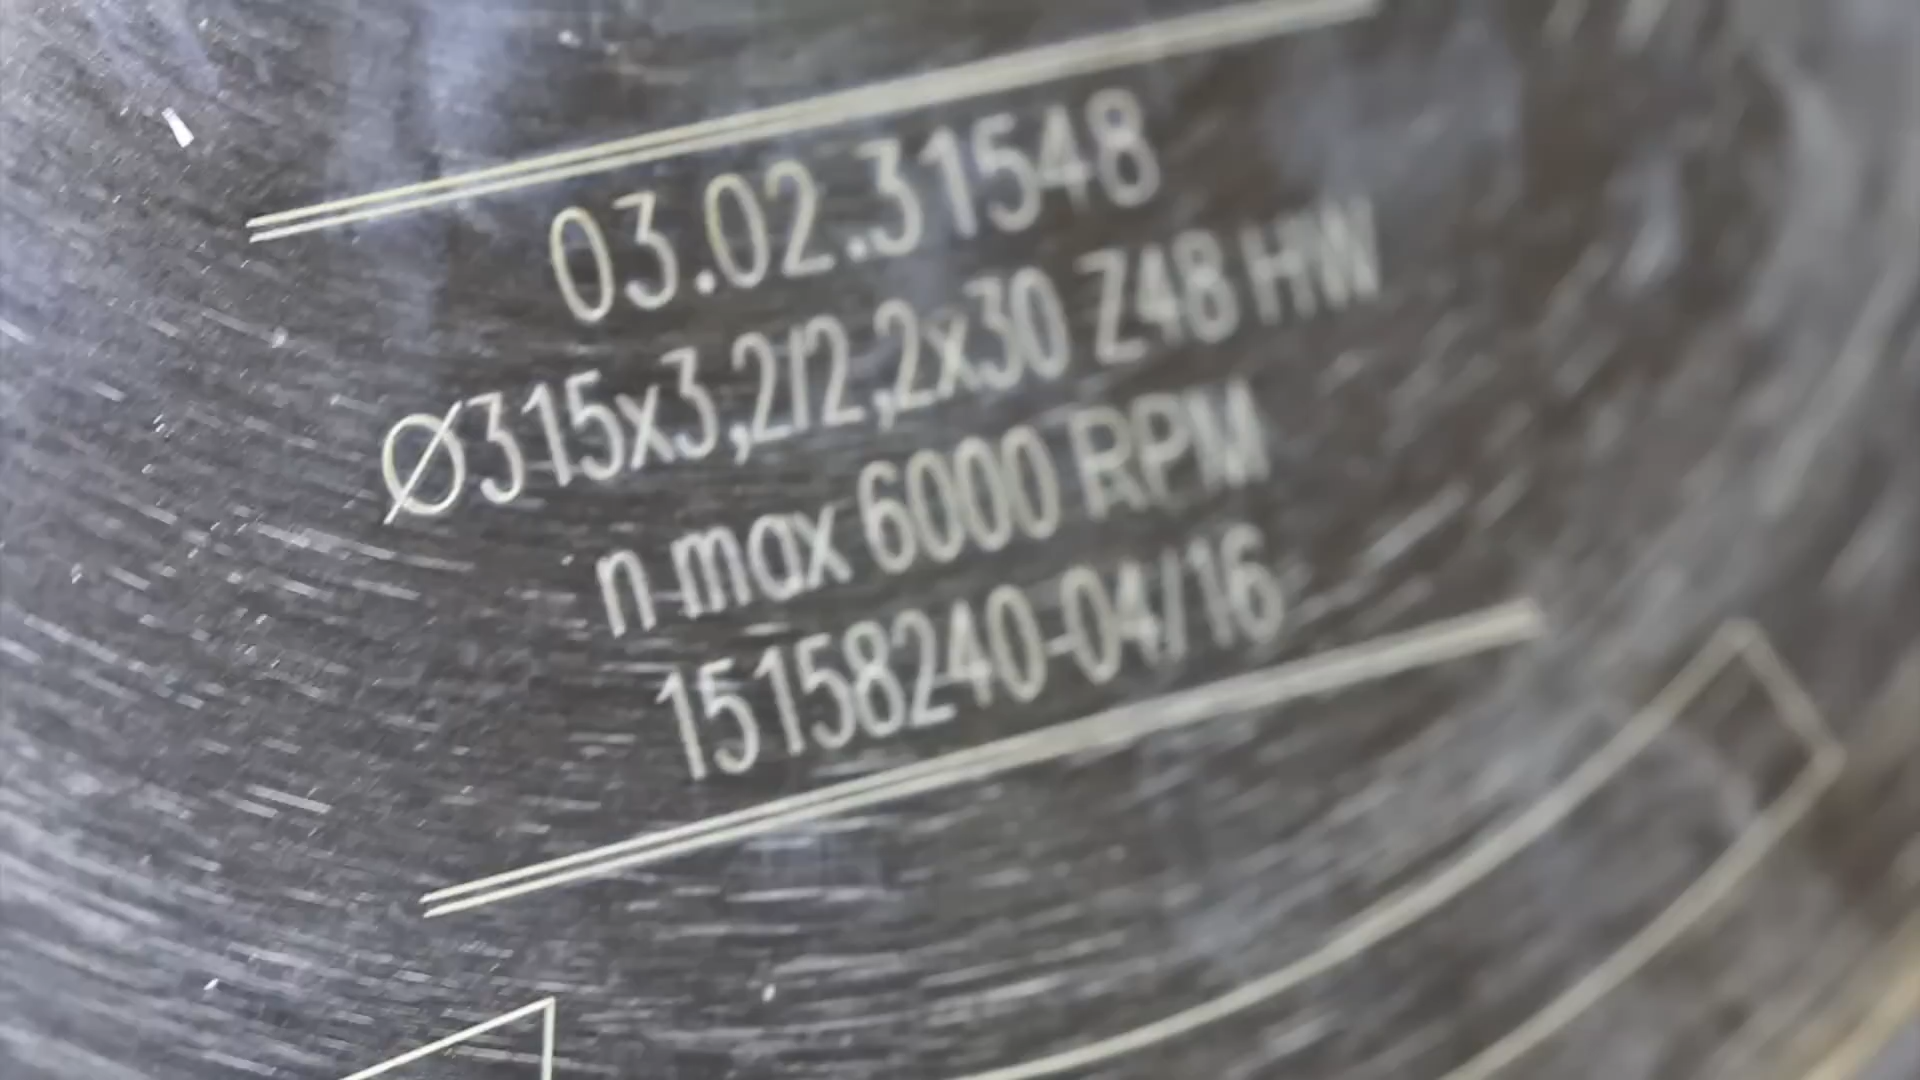 03.02.31548
Ø315x3,2/2,2x30 Z48 HW
n max 6000 RPM
15158240-04/16